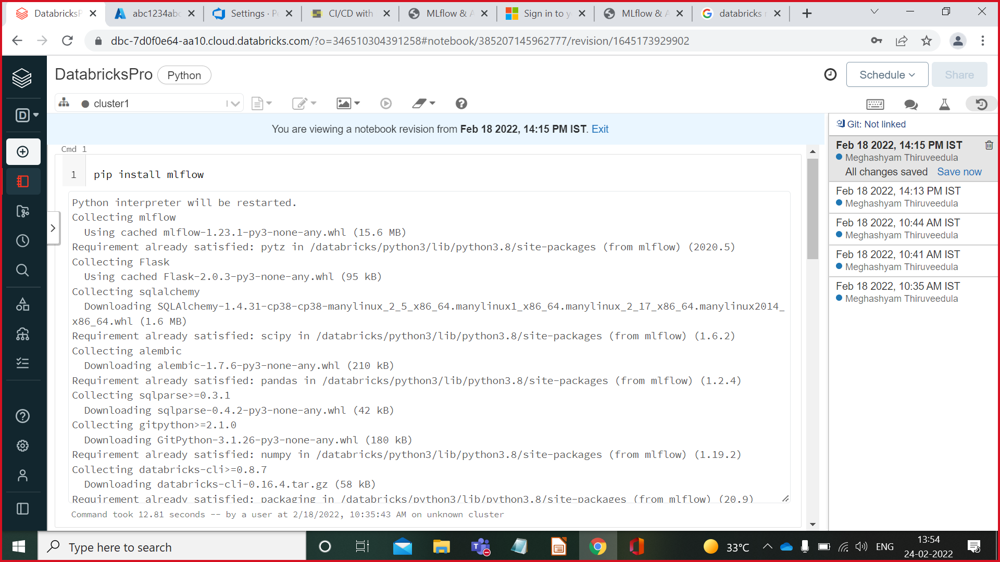 DatabricksP
abc1234abc
Settings · Pe
CI/CD with
MLflow & A
Sign in to yo
MLflow & A
databricks r
dbc-7d0f0e64-aa10.cloud.databricks.com/?o=346510304391258#notebook/385207145962777/revision/1645173929902
DatabricksPro
Python
Schedule
Share
D
cluster1
You are viewing a notebook revision from Feb 18 2022, 14:15 PM IST. Exit
Git: Not linked
Feb 18 2022, 14:15 PM IST
Meghashyam Thiruveedula
All changes saved Save now
Feb 18 2022, 14:13 PM IST
Meghashyam Thiruveedula
Feb 18 2022, 10:44 AM IST
Meghashyam Thiruveedula
Feb 18 2022, 10:41 AM IST
Meghashyam Thiruveedula
Feb 18 2022, 10:35 AM IST
Meghashyam Thiruveedula
Cmd 1
1 pip install mlflow
Python interpreter will be restarted.
Collecting mlflow
Using cached mlflow-1.23.1-py3-none-any.whl (15.6 MB)
Requirement already satisfied: pytz in /databricks/python3/lib/python3.8/site-packages (from mlflow) (2020.5)
Collecting Flask
Using cached Flask-2.0.3-py3-none-any.whl (95 kB)
Collecting sqlalchemy
Downloading SQLAlchemy-1.4.31-cp38-cp38-manylinux_2_5_x86_64.manylinux1_x86_64.manylinux_2_17_x86_64.manylinux2014_
x86_64.whl (1.6 MB)
Requirement already satisfied: scipy in /databricks/python3/lib/python3.8/site-packages (from mlflow) (1.6.2)
Collecting alembic
Downloading alembic-1.7.6-py3-none-any.whl (210 kB)
Requirement already satisfied: pandas in /databricks/python3/lib/python3.8/site-packages (from mlflow) (1.2.4)
Collecting sqlparse>=0.3.1
Downloading sqlparse-0.4.2-py3-none-any.whl (42 kB)
Collecting gitpython>=2.1.0
Downloading GitPython-3.1.26-py3-none-any.whl (180 kB)
Requirement already satisfied: numpy in /databricks/python3/lib/python3.8/site-packages (from mlflow) (1.19.2)
Collecting databricks-cli>=0.8.7
Downloading databricks-cli-0.16.4.tar.gz (58 kB)
Requirement already satisfied: packaging in /databricks/python3/lib/python3.8/site-packages (from mlflow) (20.9)
Command took 12.81 seconds -- by a user at 2/18/2022, 10:35:43 AM on unknown cluster
Type here to search
33°C
ENG
13:54
24-02-2022